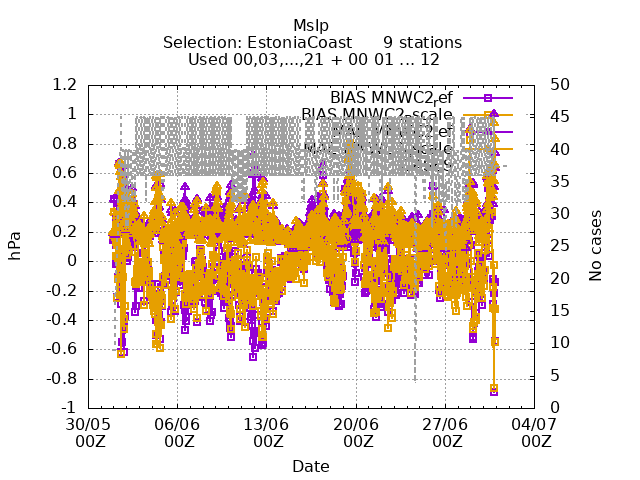 Mslp
Selection: EstoniaCoast 9 stations
Used 00,03,...,21 + 00 01 ... 12
BIAS MNWC2ref
BIAS MNWC2-scale
1.2
1
0.8
0.6
0.4
0.2
0
-0.2
-0.4
-0.6
-0.8
-1
hPa
50
45
40
35
30
25
20
15
10
5
0
No cases
30/05 06/06 13/06 20/06 27/06 04/07
00Z 00Z 00Z 00Z 00Z 00Z
Date